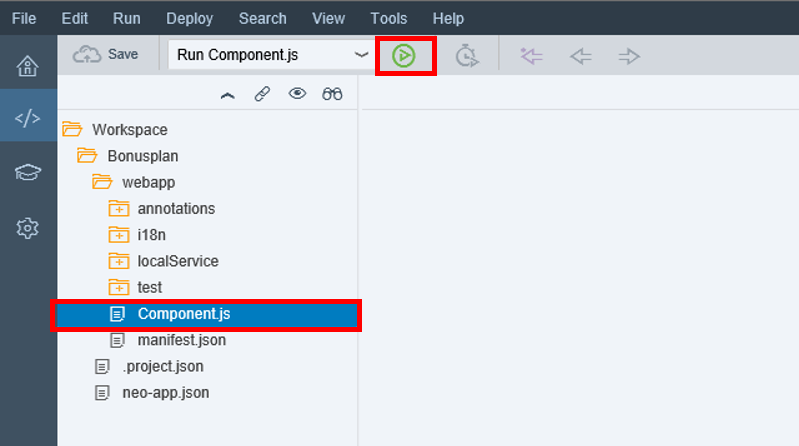 File Edit Run Deploy Search View Tools Help
Save Run Component.js
Workspace
Bonusplan
webapp
annotations
i18n
localService
test
Component.js
manifest.json
.project.json
neo-app.json